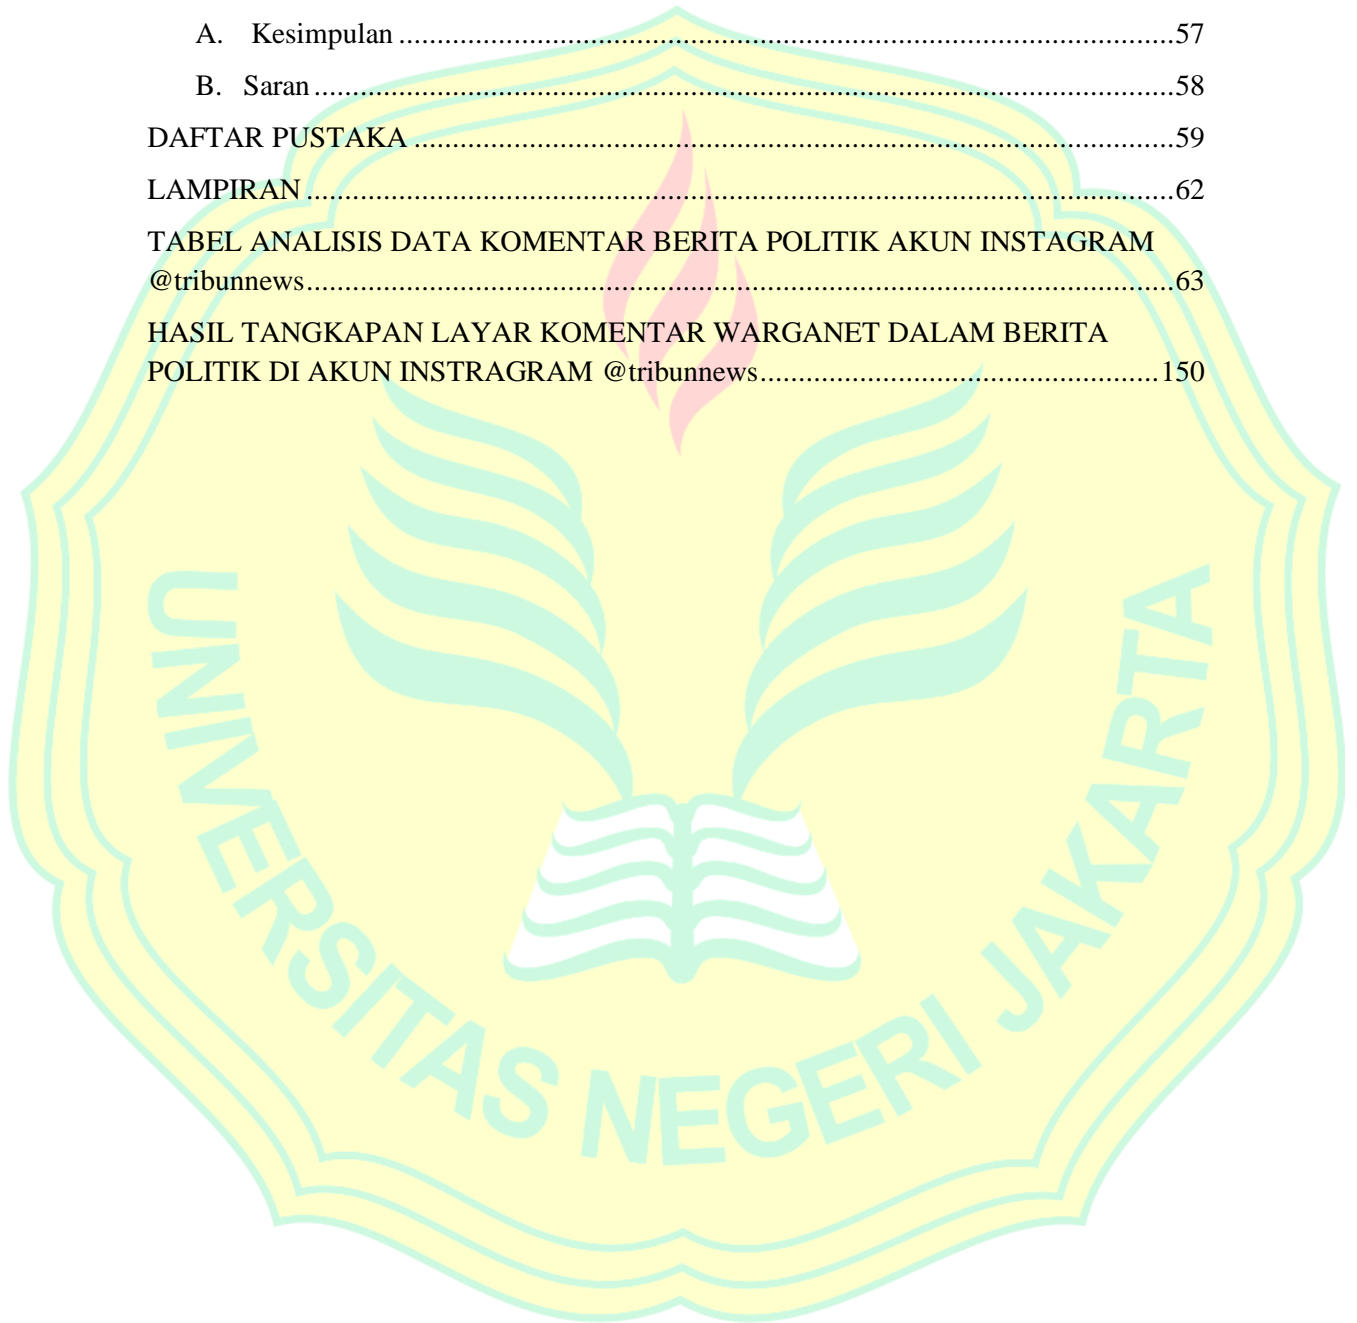 A. Kesimpulan ........................................................................................................ 57
B. Saran ................................................................................................................... 58
DAFTAR PUSTAKA ...................................................................................................... 59
LAMPIRAN .................................................................................................................... 62
TABEL ANALISIS DATA KOMENTAR BERITA POLITIK AKUN INSTAGRAM
@tribunnews .................................................................................................................... 63
HASIL TANGKAPAN LAYAR KOMENTAR WARGANET DALAM BERITA
POLITIK DI AKUN INSTRAGRAM @tribunnews ..................................................... 150
UNIVERSITAS NEGERI JAKARTA